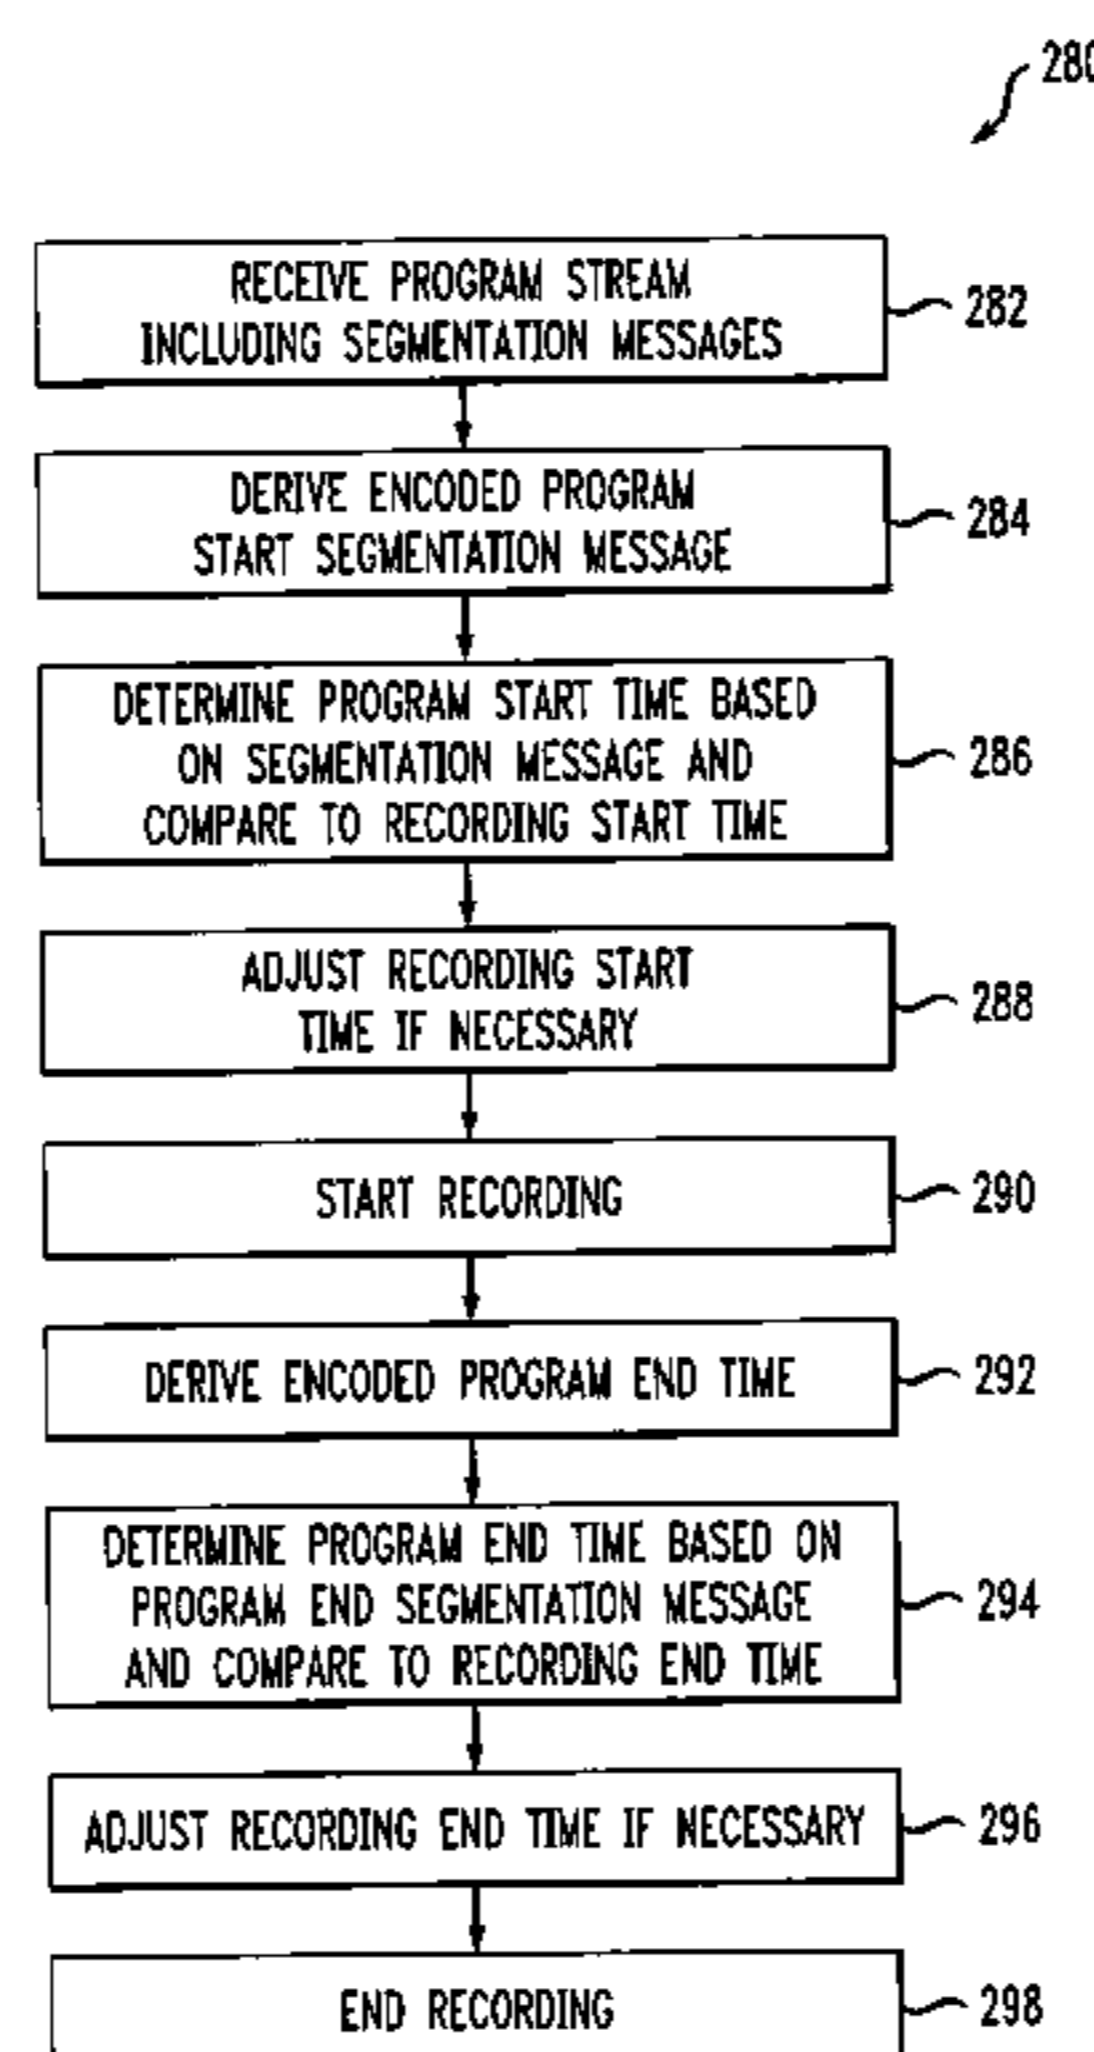 280
RECEIVE PROGRAM STREAM
INCLUDING SEGMENTATION MESSAGES
282
DERIVE ENCODED PROGRAM
START SEGMENTATION MESSAGE
284
DETERMINE PROGRAM START TIME BASED
ON SEGMENTATION MESSAGE AND
COMPARE TO RECORDING START TIME
286
ADJUST RECORDING START
TIME IF NECESSARY
288
START RECORDING
290
DERIVE ENCODED PROGRAM END TIME
292
DETERMINE PROGRAM END TIME BASED ON
PROGRAM END SEGMENTATION MESSAGE
AND COMPARE TO RECORDING END TIME
294
ADJUST RECORDING END TIME IF NECESSARY
296
END RECORDING
298